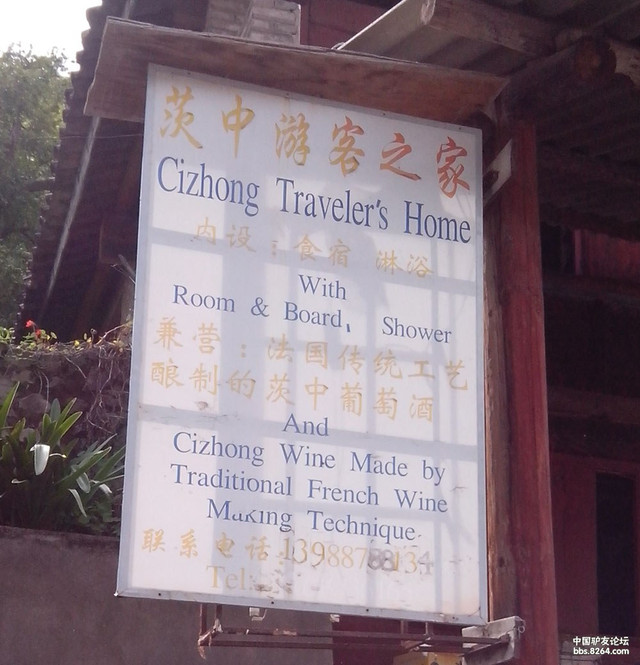 茨中游客之家
Cizhong Traveler's Home
内设：食宿 淋浴
With
Room & Board、 Shower
兼营：法国传统工艺
酿制的茨中葡萄酒
And
Cizhong Wine Made by
Traditional French Wine
Making Technique
联系电话
Tel:
中国驴友论坛
bbs.8264.com